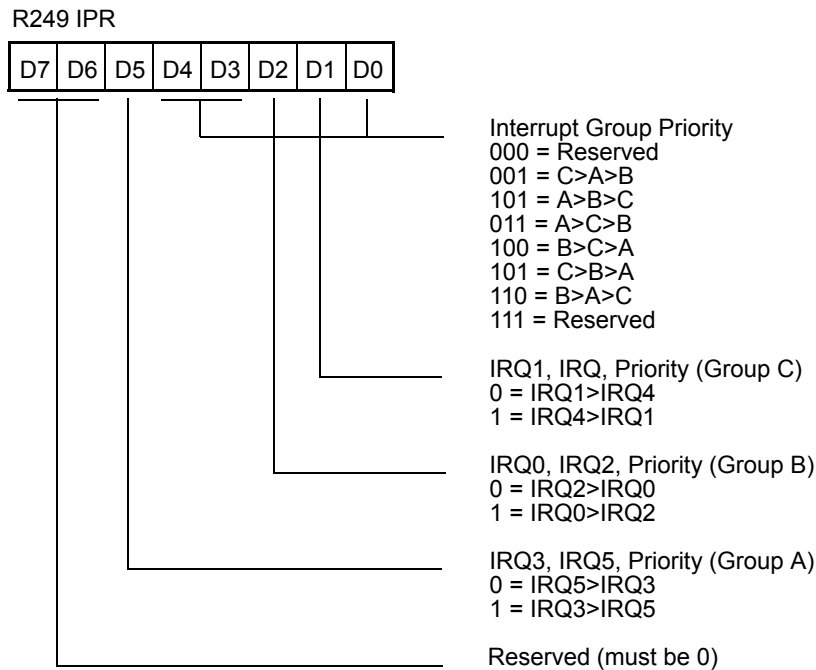 R249 IPR
D7 D6 D5 D4 D3 D2 D1 D0
Interrupt Group Priority
000 = Reserved
001 = C>A>B
101 = A>B>C
011 = A>C>B
100 = B>C>A
101 = C>B>A
110 = B>A>C
111 = Reserved
IRQ1, IRQ, Priority (Group C)
0 = IRQ1>IRQ4
1 = IRQ4>IRQ1
IRQ0, IRQ2, Priority (Group B)
0 = IRQ2>IRQ0
1 = IRQ0>IRQ2
IRQ3, IRQ5, Priority (Group A)
0 = IRQ5>IRQ3
1 = IRQ3>IRQ5
Reserved (must be 0)